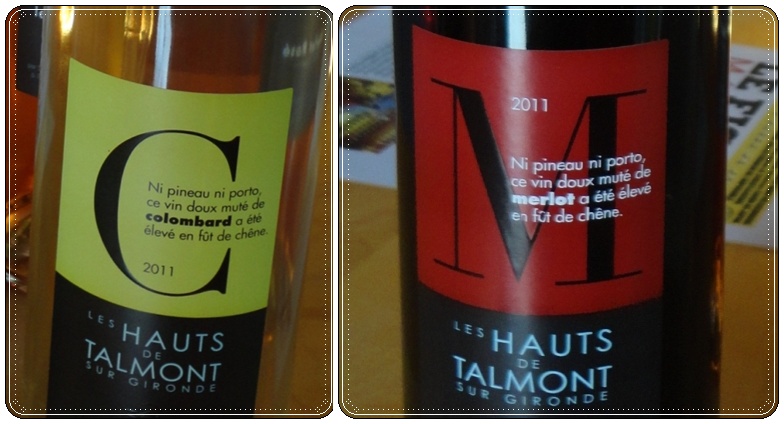 C
Ni pineau ni porto,
ce vin doux muté de
colombard a été
élevé en fût de chêne.
2011
LES HAUTS
DE
TALMONT
SUR GIRONDE
M
2011
Ni pineau ni porto,
ce vin doux muté de
merlot a été élevé
en fût de chêne.
LES HAUTS
DE
TALMONT
SUR GIRONDE